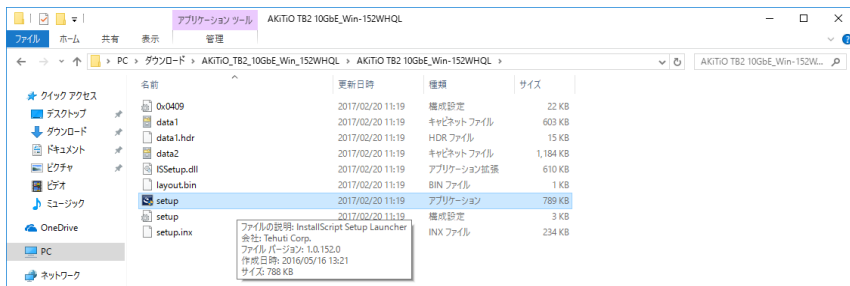 アプリケーション ツール AKiTiO TB2 10GbE_Win-152WHQL
ファイル ホーム 共有 表示 管理
PC > ダウンロード > AKiTiO_TB2_10GbE_Win_152WHQL > AKiTiO TB2 10GbE_Win-152WHQL > AKiTiO TB2 10GbE_Win-152W...
名前 更新日時 種類 サイズ
クイック アクセス
デスクトップ
ダウンロード
ドキュメント
ピクチャ
ビデオ
ミュージック
OneDrive
PC
ネットワーク
0x0409 2017/02/20 11:19 構成設定 22 KB
data1 2017/02/20 11:19 キャビネット ファイル 603 KB
data1.hdr 2017/02/20 11:19 HDR ファイル 15 KB
data2 2017/02/20 11:19 キャビネット ファイル 1,184 KB
ISSetup.dll 2017/02/20 11:19 アプリケーション拡張 610 KB
layout.bin 2017/02/20 11:19 BIN ファイル 1 KB
setup 2017/02/20 11:19 アプリケーション 789 KB
setup 2017/02/20 11:19 構成設定 3 KB
setup.inx INX ファイル 234 KB
ファイルの説明: InstallScript Setup Launcher
会社: Tehuti Corp.
ファイル バージョン: 1.0.152.0
作成日時: 2016/05/16 13:21
サイズ: 788 KB